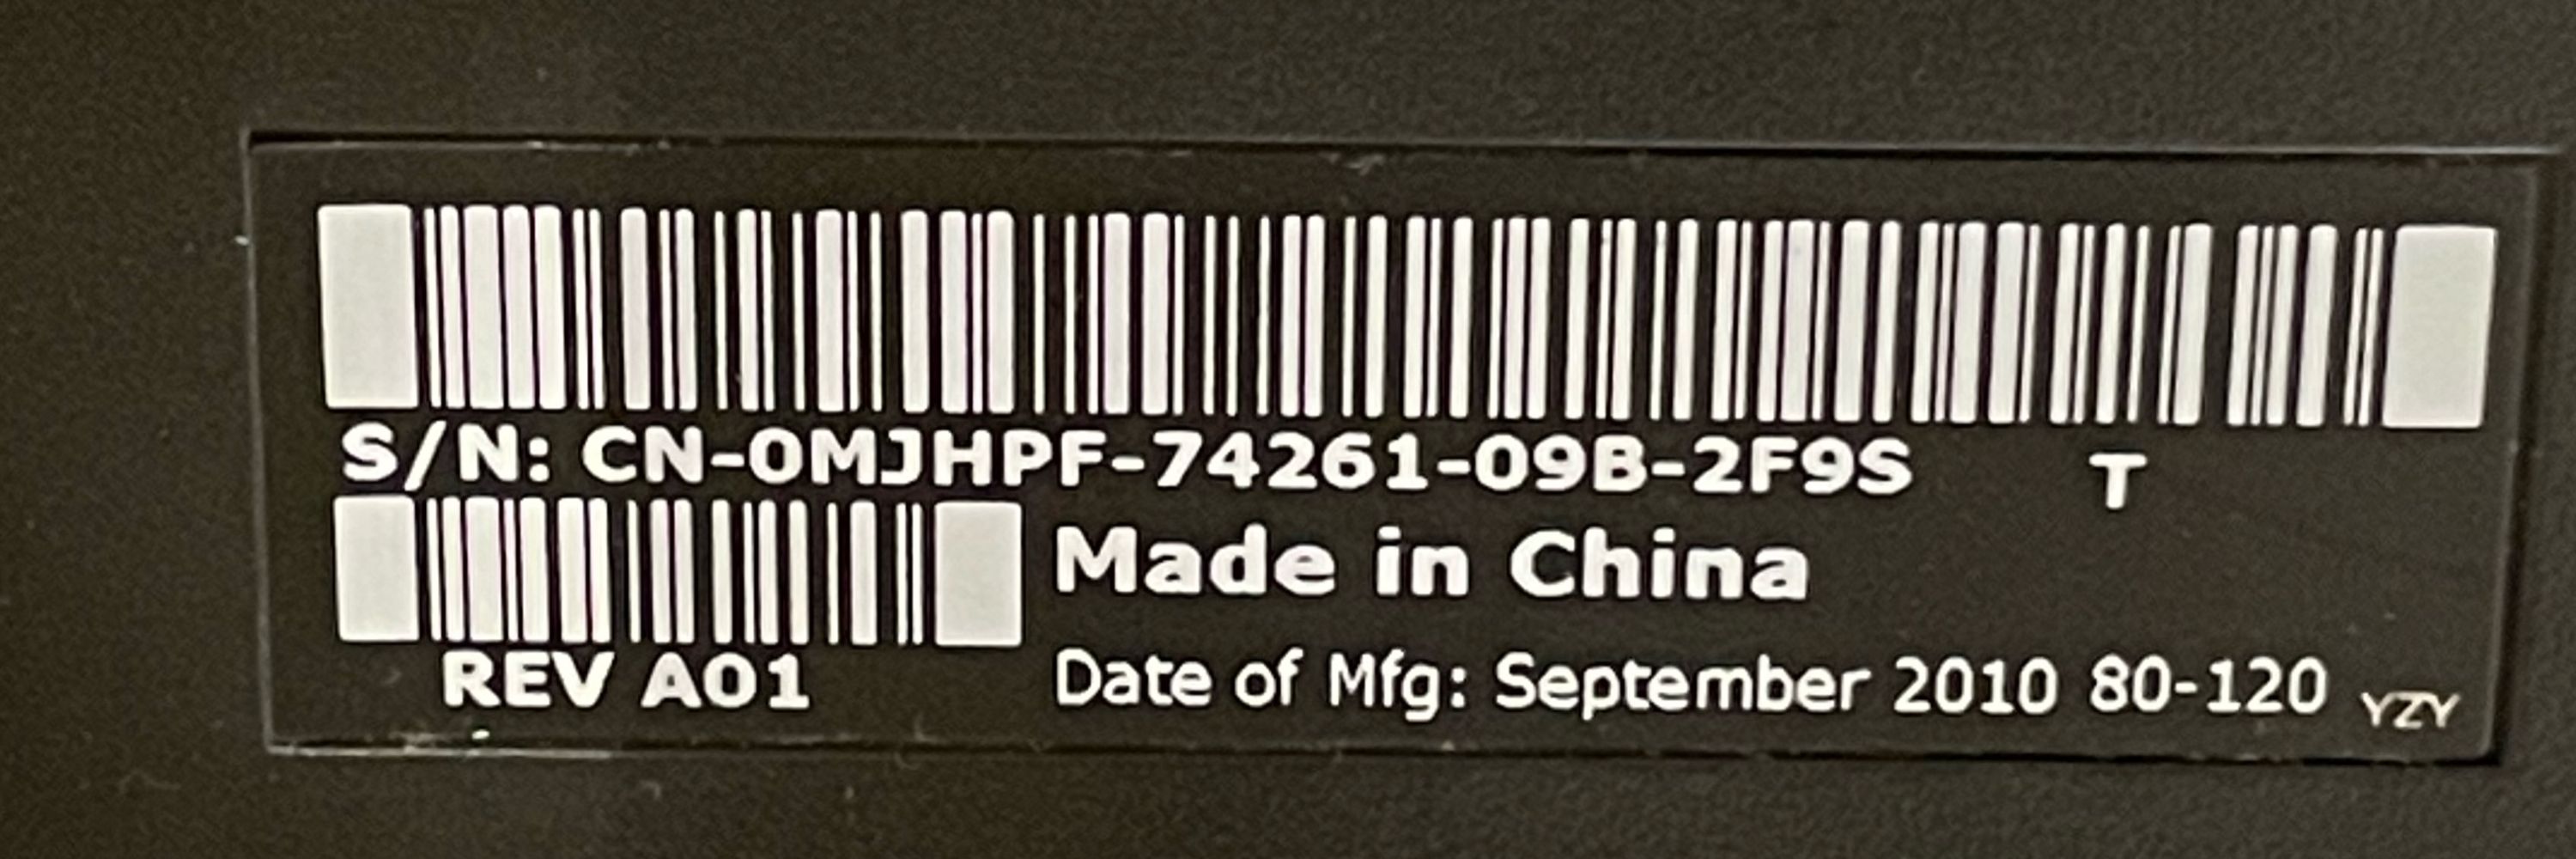 S/N: CN-0MJHPF-74261-09B-2F9S T
Made in China
REV A01
Date of Mfg: September 2010 80-120 YZY